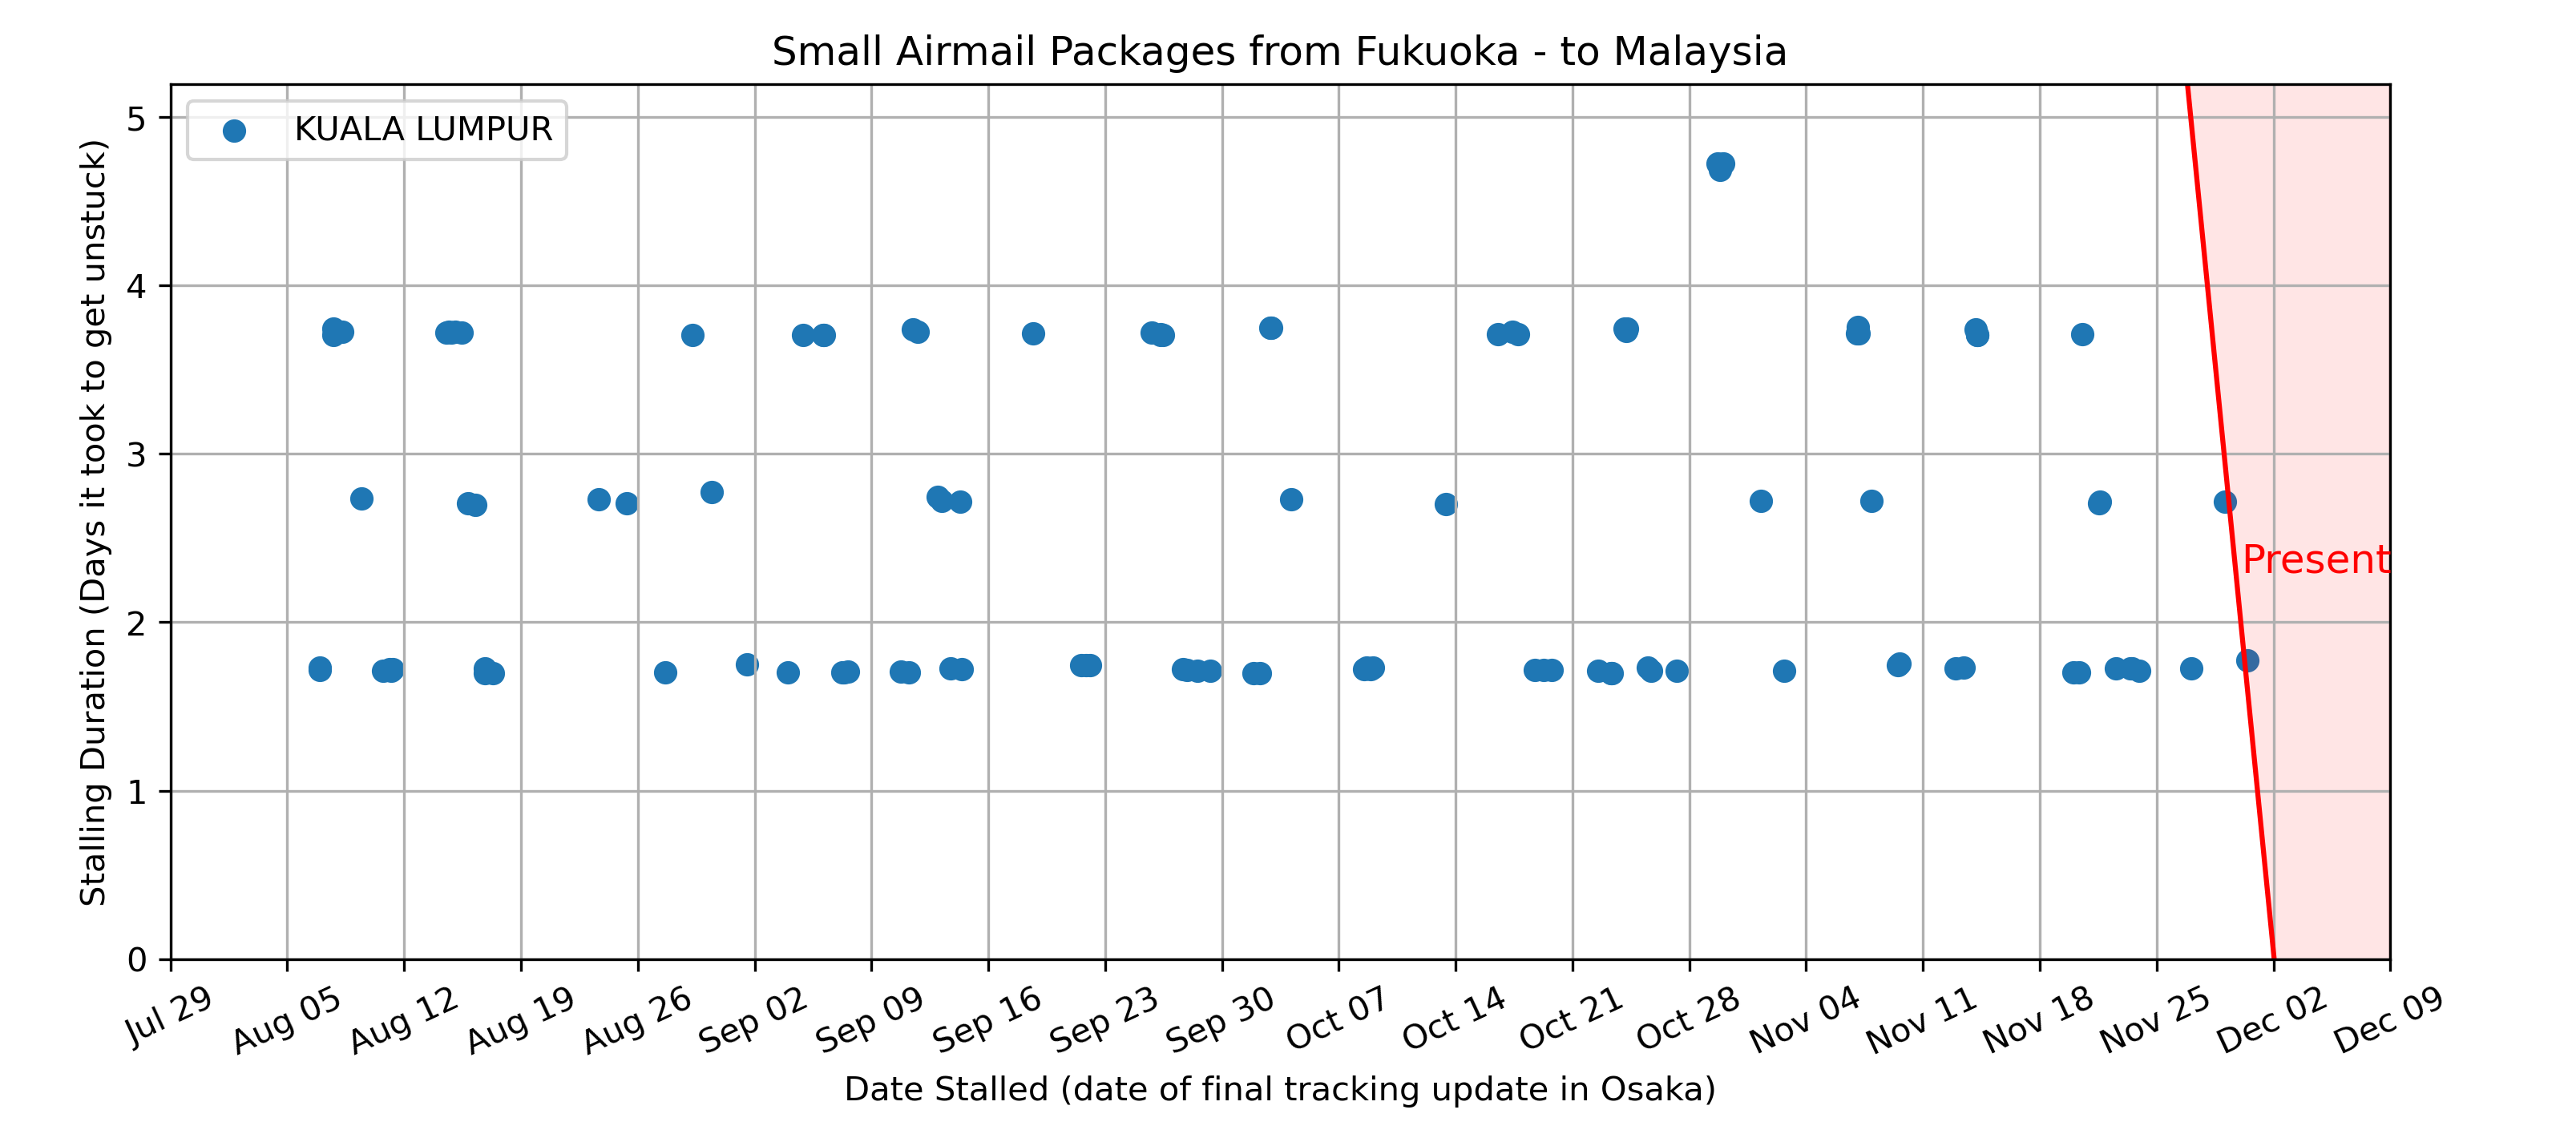 Small Airmail Packages from Fukuoka - to Malaysia
KUALA LUMPUR
Stalling Duration (Days it took to get unstuck)
5
4
3
2
1
0
Present
Jul 29
Aug 05
Aug 12
Aug 19
Aug 26
Sep 02
Sep 09
Sep 16
Sep 23
Sep 30
Oct 07
Oct 14
Oct 21
Oct 28
Nov 04
Nov 11
Nov 18
Nov 25
Dec 02
Dec 09
Date Stalled (date of final tracking update in Osaka)